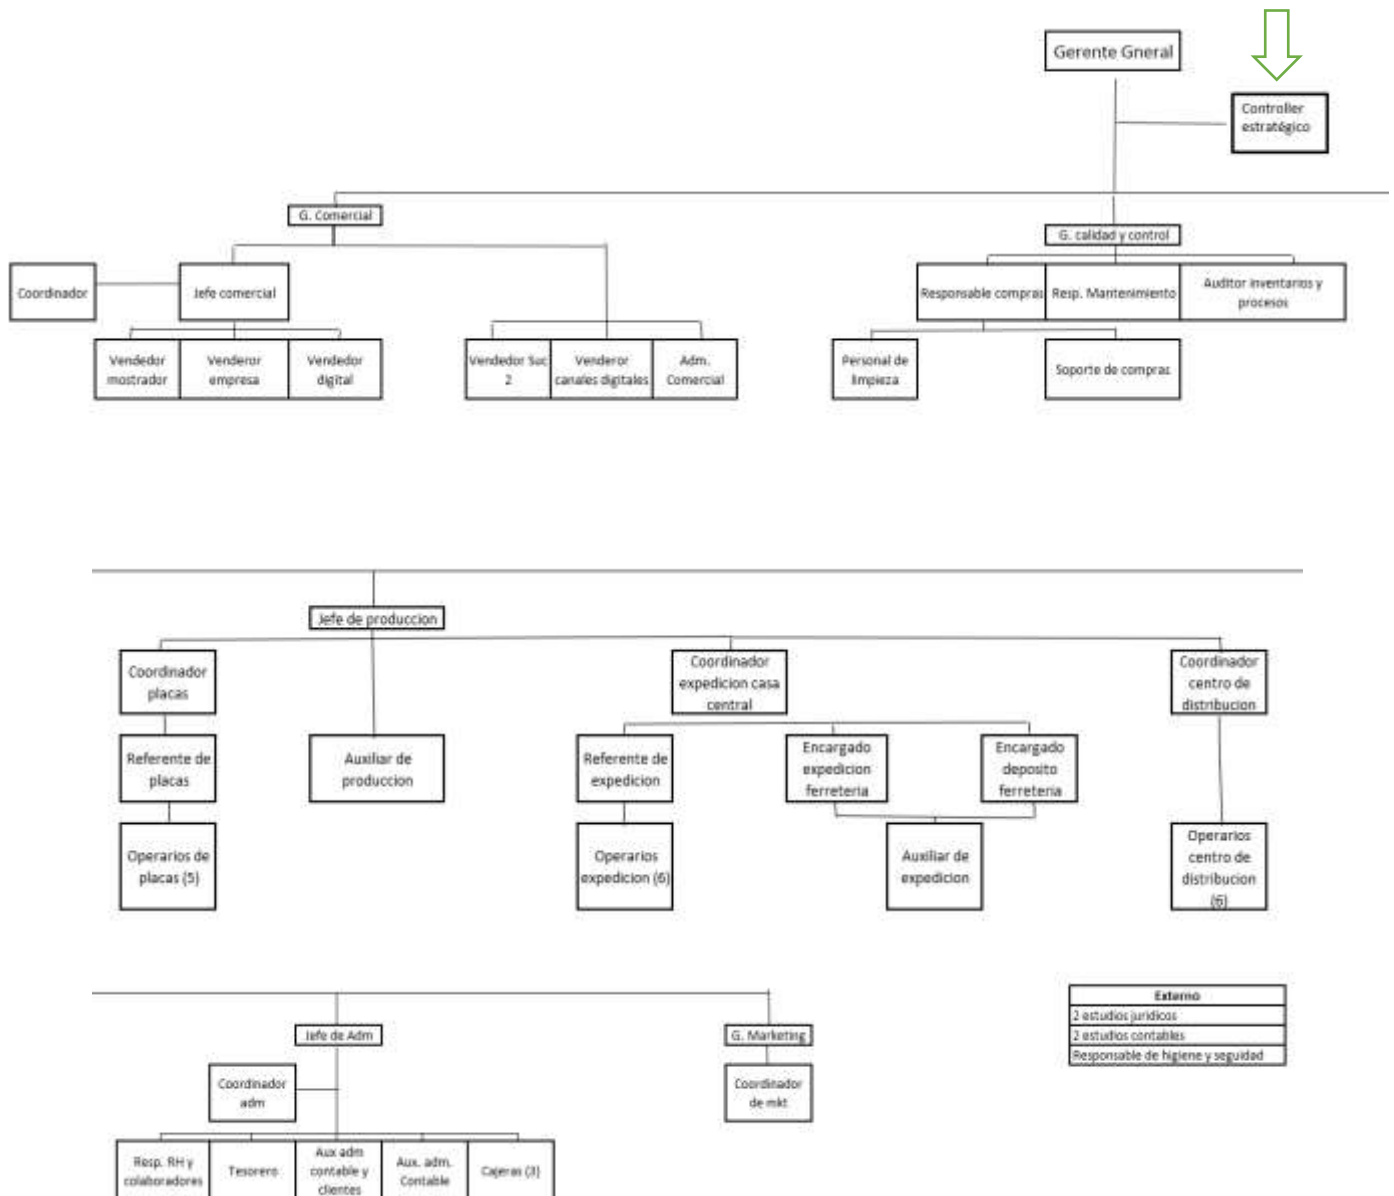 Gerente Gneral
Controller
estratégico
G. Comercial
G. calidad y control
Coordinador
Jefe comercial
Responsable compras
Resp. Mantenimiento
Auditor inventarios y
procesos
Vendedor
mostrador
Venderor
empresa
Vendedor
digital
Vendedor Suc
2
Venderor
canales digitales
Adm.
Comercial
Personal de
limpieza
Soporte de compras
Jefe de produccion
Coordinador
placas
Coordinador
expedicion casa
central
Coordinador
centro de
distribucion
Referente de
placas
Auxiliar de
produccion
Referente de
expedicion
Encargado
expedicion
ferreteria
Encargado
deposito
ferreteria
Operarios de
placas (5)
Operarios
expedicion (6)
Auxiliar de
expedicion
Operarios
centro de
distribucion
(6)
Jefe de Adm
G. Marketing
Coordinador
adm
Coordinador
de mkt
Resp. RH y
colaboradores
Tesorero
Aux adm
contable y
clientes
Aux. adm.
Contable
Cajeras (3)
Externo
2 estudios juridicos
2 estudios contables
Responsable de higiene y seguidad